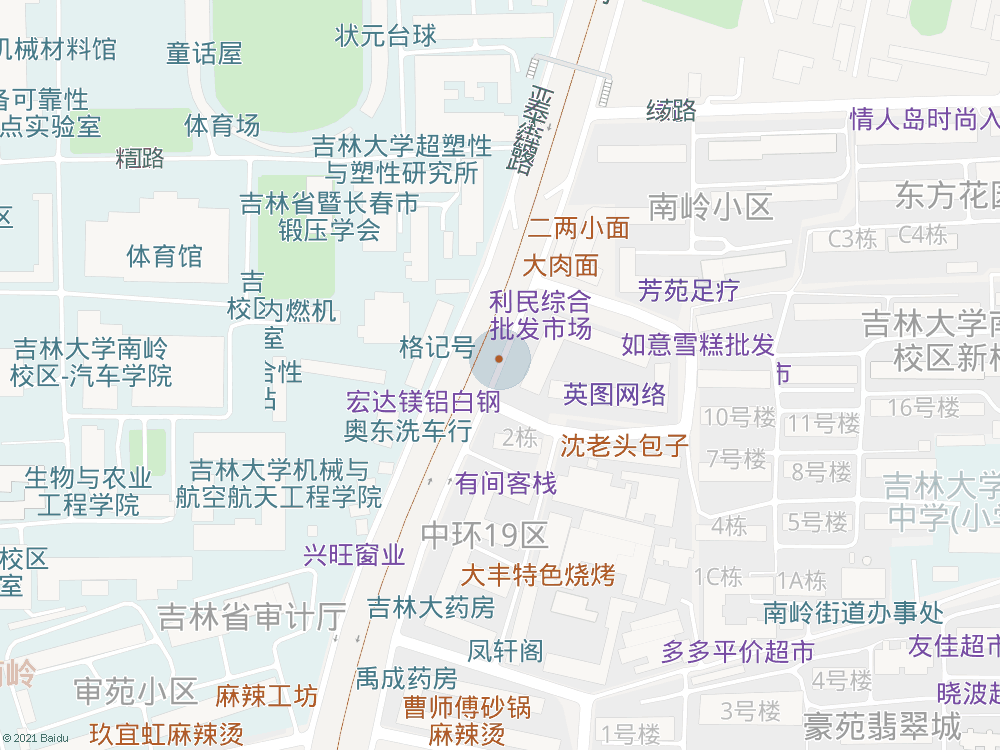 状元台球
机械材料馆
童话屋
备可靠性
点实验室
体育场
绫路
情人岛时尚入
吉林大学超塑性
与塑性研究所
亚泰街辅路
吉林省暨长春市
锻压学会
南岭小区
东方花园
区
二两小面
C3栋
C4栋
体育馆
大肉面
吉
校区内燃机
室
芳苑足疗
利民综合
批发市场
吉林大学南
校区新校
吉林大学南岭
校区-汽车学院
格记号
如意雪糕批发
市
合性
站
宏达镁铝白钢
英图网络
10号楼
11号楼
16号楼
奥东洗车行
2栋
沈老头包子
7号楼
8号楼
生物与农业
工程学院
吉林大学机械与
航空航天工程学院
有间客栈
吉林大学
中学(小学
中环19区
4栋
5号楼
兴旺窗业
校区
室
大丰特色烧烤
1C栋
1A栋
吉林省审计厅
吉林大药房
南岭街道办事处
凤轩阁
多多平价超市
友佳超市
南岭
审苑小区
禹成药房
4号楼
晓波超
麻辣工坊
曹师傅砂锅
麻辣烫
3号楼
玖宜虹麻辣烫
1号楼
豪苑翡翠城
© 2021 Baidu